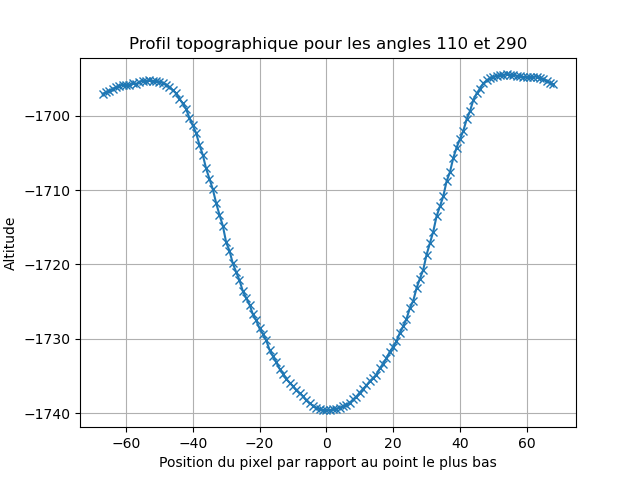 Profil topographique pour les angles 110 et 290
Altitude
−1700
−1710
−1720
−1730
−1740
−60 −40 −20 0 20 40 60
Position du pixel par rapport au point le plus bas